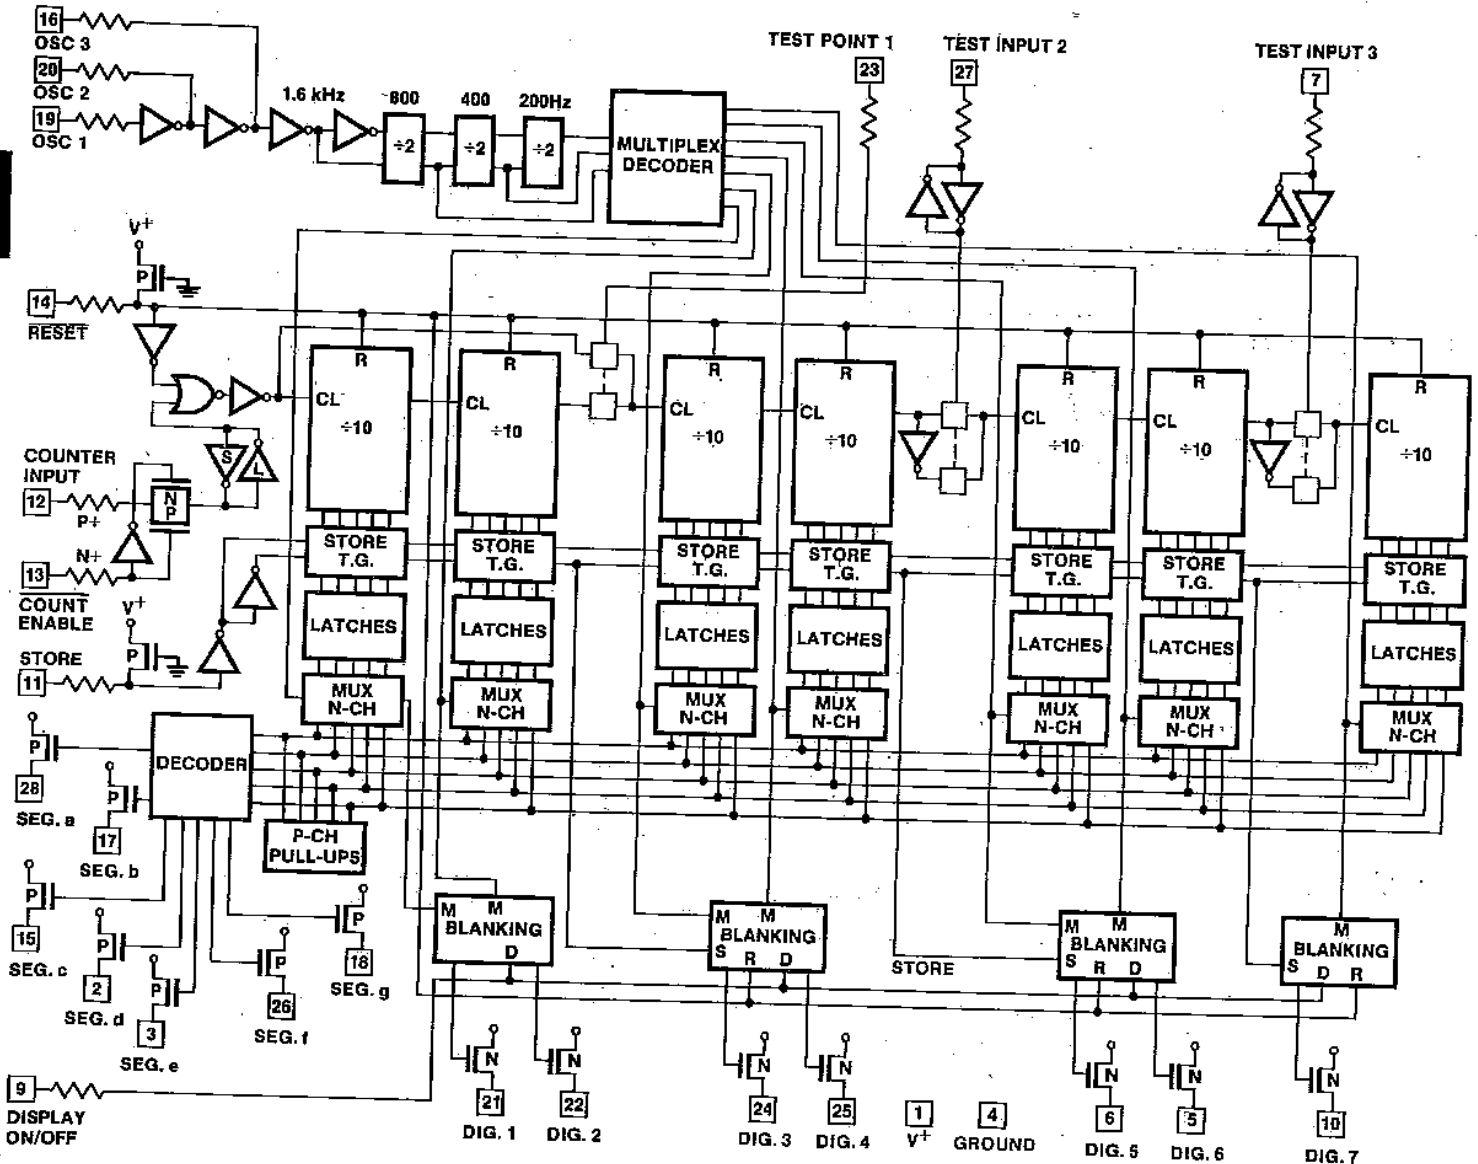 16
OSC 3
20
OSC 2
19
OSC 1
1.6 kHz
800
400
200Hz
÷2
÷2
÷2
MULTIPLEX
DECODER
TEST POINT 1
23
TEST INPUT 2
27
TEST INPUT 3
7
V+
P
14
RESET
R
R
R
R
R
R
R
CL
÷10
CL
÷10
CL
÷10
÷10
CL
÷10
CL
÷10
CL
÷10
COUNTER
INPUT
12
P+
N
P
S
L
N+
13
COUNT
ENABLE
V+
P
STORE
11
STORE
T.G.
STORE
T.G.
STORE
T.G.
STORE
T.G.
STORE
T.G.
STORE
T.G.
STORE
T.G.
LATCHES
LATCHES
LATCHES
LATCHES
LATCHES
LATCHES
LATCHES
MUX
N-CH
MUX
N-CH
MUX
N-CH
MUX
N-CH
MUX
N-CH
MUX
N-CH
MUX
N-CH
DECODER
P-CH
PULL-UPS
P
28
SEG. a
P
17
SEG. b
P
15
SEG. c
P
2
SEG. d
P
3
SEG. e
P
26
SEG. f
P
18
SEG. g
M M
BLANKING
D
M M
BLANKING
S R D
STORE
M M
BLANKING
S R D
M
BLANKING
S D R
9
DISPLAY
ON/OFF
N
21
DIG. 1
N
22
DIG. 2
N
24
DIG. 3
N
25
DIG. 4
1
V+
4
GROUND
N
6
DIG. 5
N
5
DIG. 6
N
10
DIG. 7